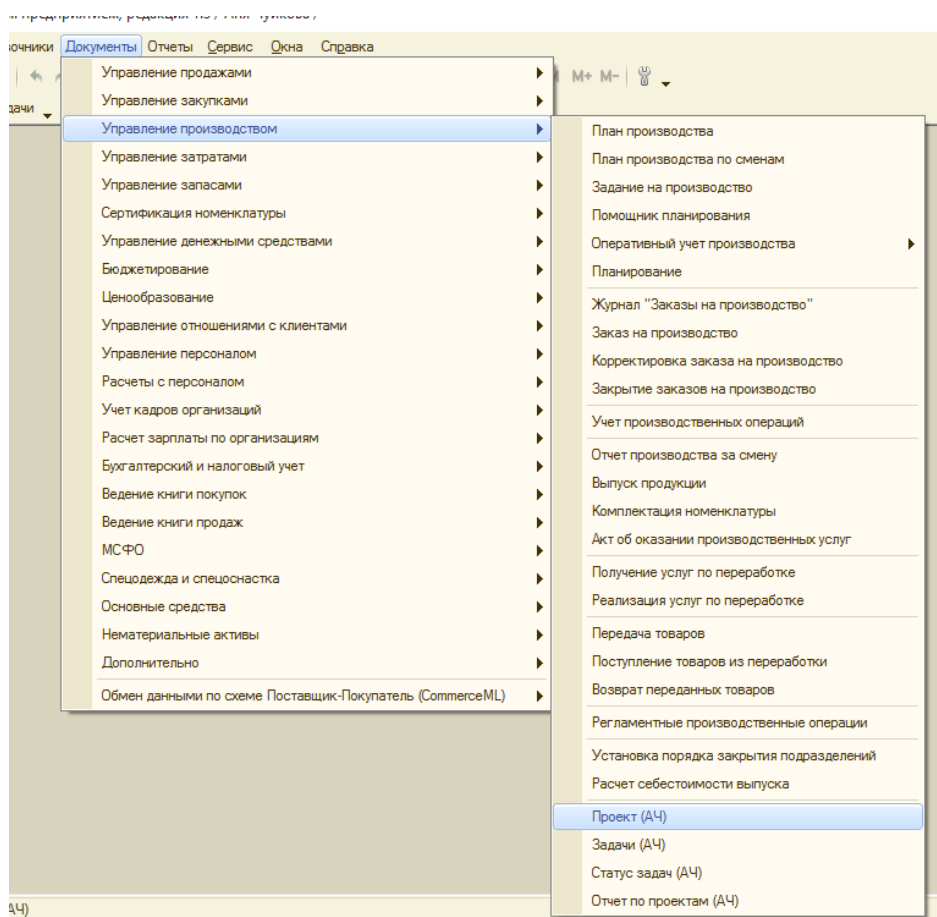 предприятием, редакция
Документы Отчеты Сервис Окна Справка
M+ M-
Управление продажами
Управление закупками
Управление производством
Управление затратами
Управление запасами
Сертификация номенклатуры
Управление денежными средствами
Бюджетирование
Ценообразование
Управление отношениями с клиентами
Управление персоналом
Расчеты с персоналом
Учет кадров организаций
Расчет зарплаты по организациям
Бухгалтерский и налоговый учет
Ведение книги покупок
Ведение книги продаж
МСФО
Спецодежда и спецоснастка
Основные средства
Нематериальные активы
Дополнительно
Обмен данными по схеме Поставщик-Покупатель (CommerceML)
План производства
План производства по сменам
Задание на производство
Помощник планирования
Оперативный учет производства
Планирование
Журнал "Заказы на производство"
Заказ на производство
Корректировка заказа на производство
Закрытие заказов на производство
Учет производственных операций
Отчет производства за смену
Выпуск продукции
Комплектация номенклатуры
Акт об оказании производственных услуг
Получение услуг по переработке
Реализация услуг по переработке
Передача товаров
Поступление товаров из переработки
Возврат переданных товаров
Регламентные производственные операции
Установка порядка закрытия подразделений
Расчет себестоимости выпуска
Проект (АЧ)
Задачи (АЧ)
Статус задач (АЧ)
Отчет по проектам (АЧ)
АЧ)